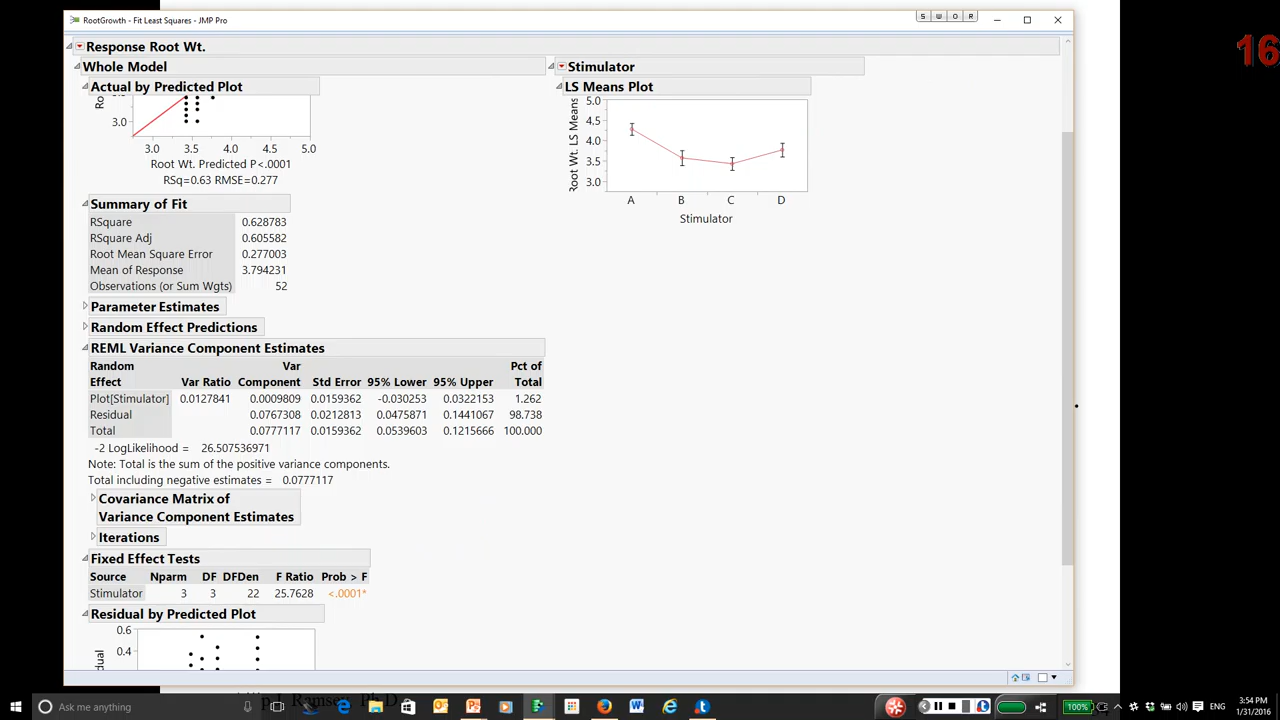 RootGrowth - Fit Least Squares - JMP Pro
S W O R
16
Response Root Wt.
Whole Model
Actual by Predicted Plot
3.0
3.0 3.5 4.0 4.5 5.0
Root Wt. Predicted P<.0001
RSq=0.63 RMSE=0.277
Summary of Fit
RSquare 0.628783
RSquare Adj 0.605582
Root Mean Square Error 0.277003
Mean of Response 3.794231
Observations (or Sum Wgts) 52
Parameter Estimates
Random Effect Predictions
REML Variance Component Estimates
Random Var Pct of
Effect Var Ratio Component Std Error 95% Lower 95% Upper Total
Plot[Stimulator] 0.0127841 0.0009809 0.0159362 -0.030253 0.0322153 1.262
Residual 0.0767308 0.0212813 0.0475871 0.1441067 98.738
Total 0.0777117 0.0159362 0.0539603 0.1215666 100.000
-2 LogLikelihood = 26.507536971
Note: Total is the sum of the positive variance components.
Total including negative estimates = 0.0777117
Covariance Matrix of
Variance Component Estimates
Iterations
Fixed Effect Tests
Source Nparm DF DFDen F Ratio Prob > F
Stimulator 3 3 22 25.7628 <.0001*
Residual by Predicted Plot
0.6
0.4
Stimulator
LS Means Plot
Root Wt. LS Means
5.0
4.5
4.0
3.5
3.0
A B C D
Stimulator
Ask me anything
100%
ENG
3:54 PM
1/31/2016